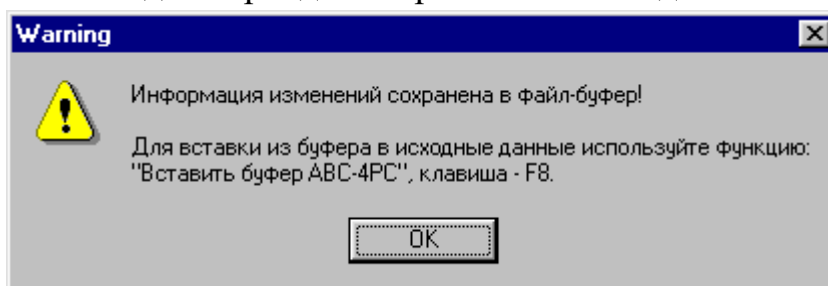 Warning
Информация изменений сохранена в файл-буфер!
Для вставки из буфера в исходные данные используйте функцию:
"Вставить буфер АВС-4РС", клавиша - F8.
OK